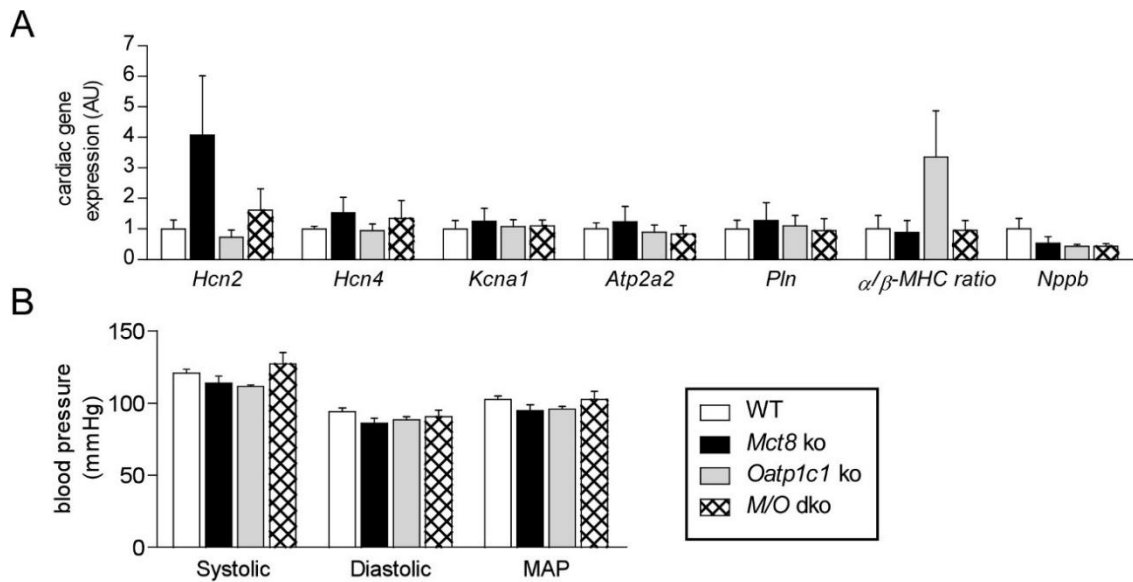 A
cardiac gene
expression (AU)
7
6
5
4
3
2
1
0
Hcn2 Hcn4 Kcna1 Atp2a2 Pln α/β-MHC ratio Nppb
B
blood pressure
(mmHg)
150
100
50
0
Systolic Diastolic MAP
WT
Mct8 ko
Oatp1c1 ko
M/O dko